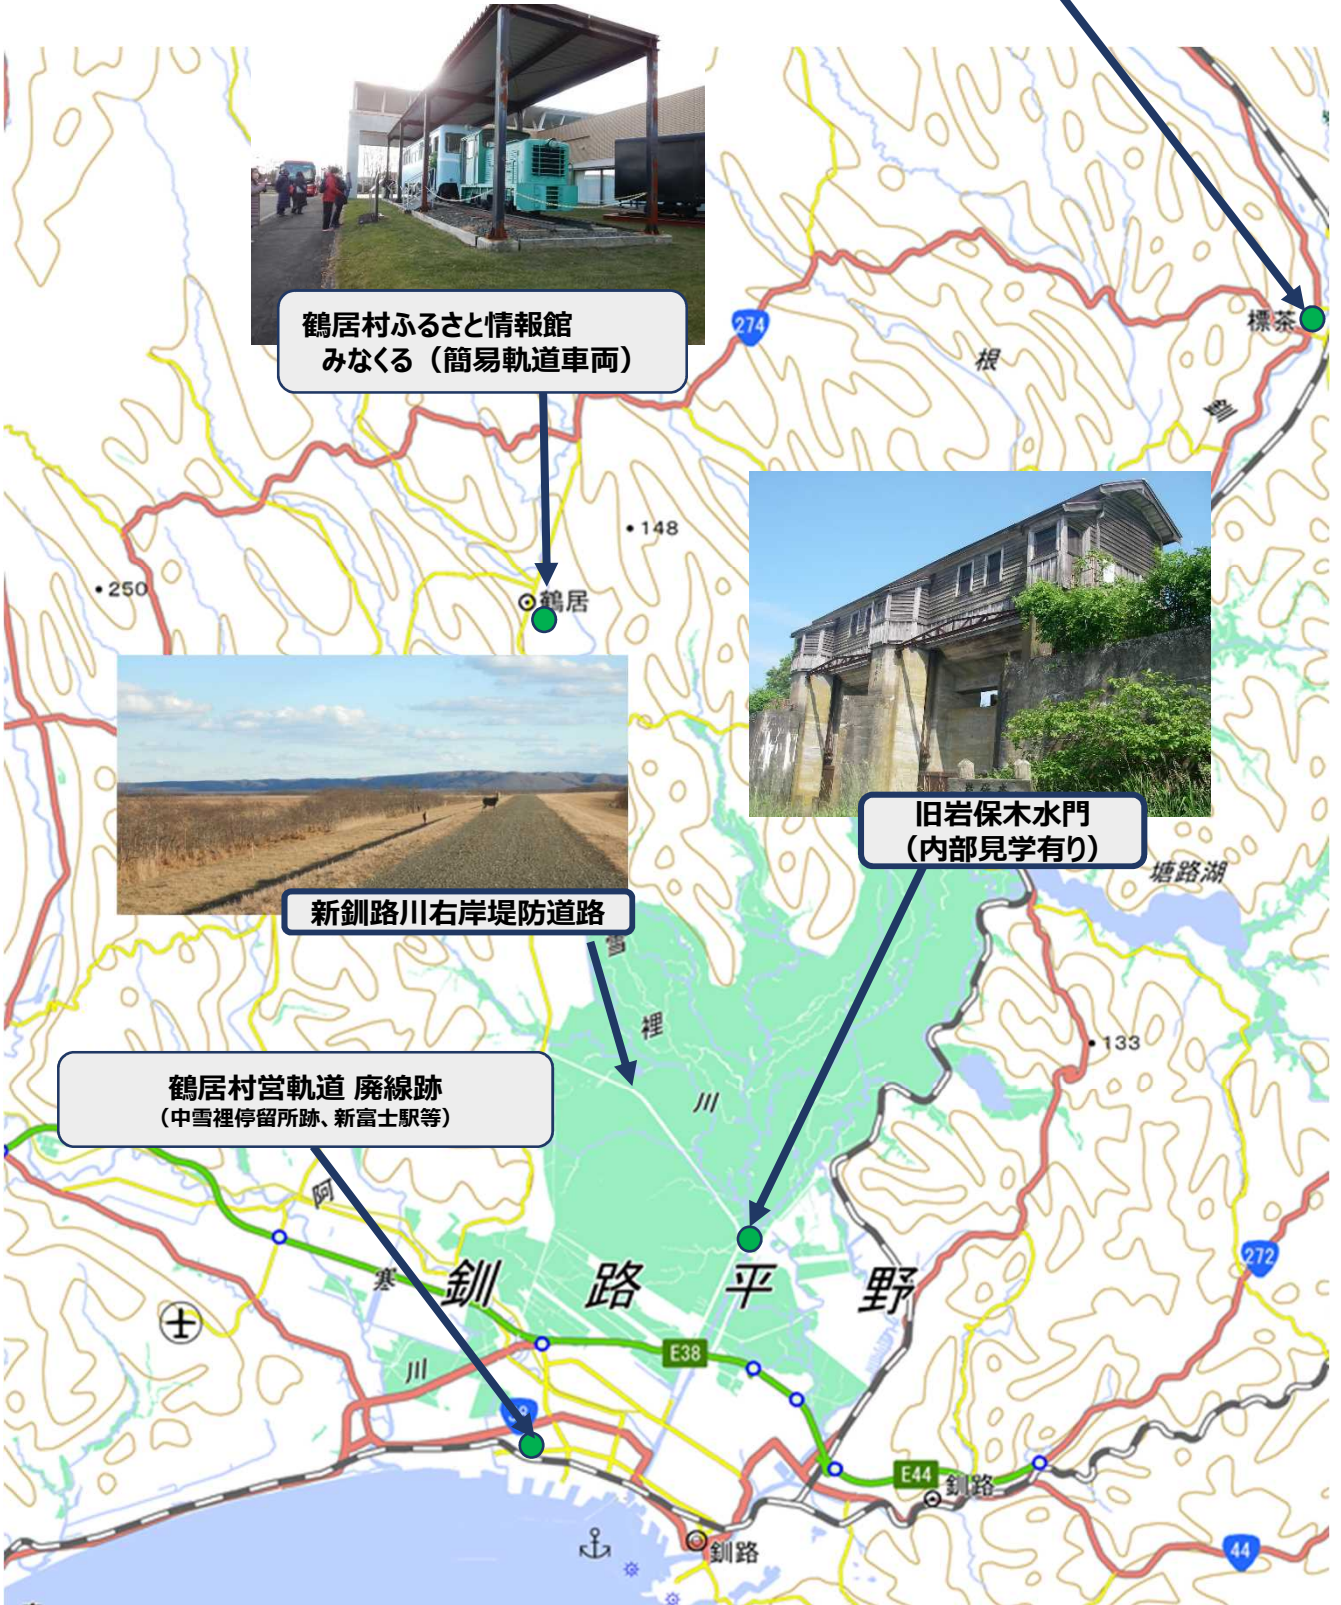 鶴居村ふるさと情報館
みなくる（簡易軌道車両）
274
標茶
根
釧
148
250
鶴居
旧岩保木水門
（内部見学有り）
塘路湖
新釧路川右岸堤防道路
雪
裡
川
133
鶴居村営軌道 廃線跡
（中雪裡停留所跡、新富士駅等）
阿
寒
川
釧路平野
272
E38
38
E44
釧路
釧路
44